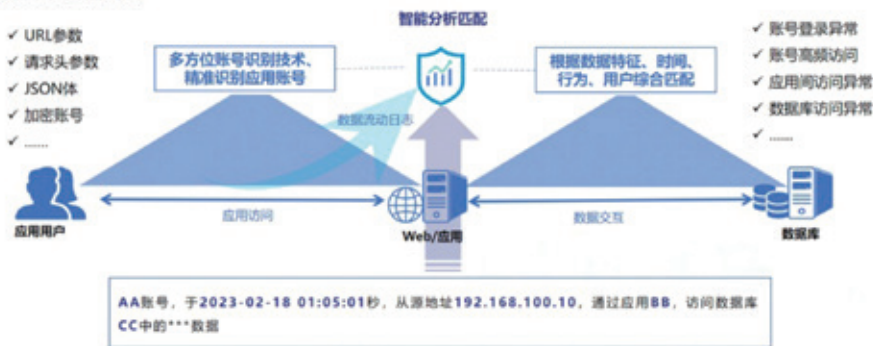 智能分析匹配
✓ URL参数
✓ 请求头参数
✓ JSON体
✓ 加密账号
✓ ......
多方位账号识别技术、
精准识别应用账号
根据数据特征、时间、
行为、用户综合匹配
✓ 账号登录异常
✓ 账号高频访问
✓ 应用间访问异常
✓ 数据库访问异常
✓ ......
数据流动日志
应用访问
数据交互
应用用户
Web/应用
数据库
AA账号，于2023-02-18 01:05:01秒，从源地址192.168.100.10，通过应用BB，访问数据库
CC中的***数据